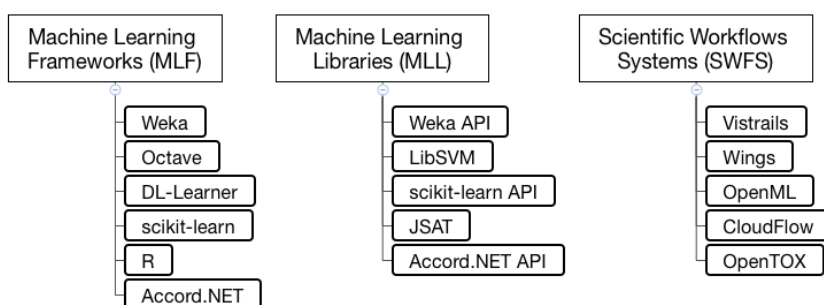 Machine Learning
Frameworks (MLF)
Weka
Octave
DL-Learner
scikit-learn
R
Accord.NET
Machine Learning
Libraries (MLL)
Weka API
LibSVM
scikit-learn API
JSAT
Accord.NET API
Scientific Workflows
Systems (SWFS)
Vistrails
Wings
OpenML
CloudFlow
OpenTOX